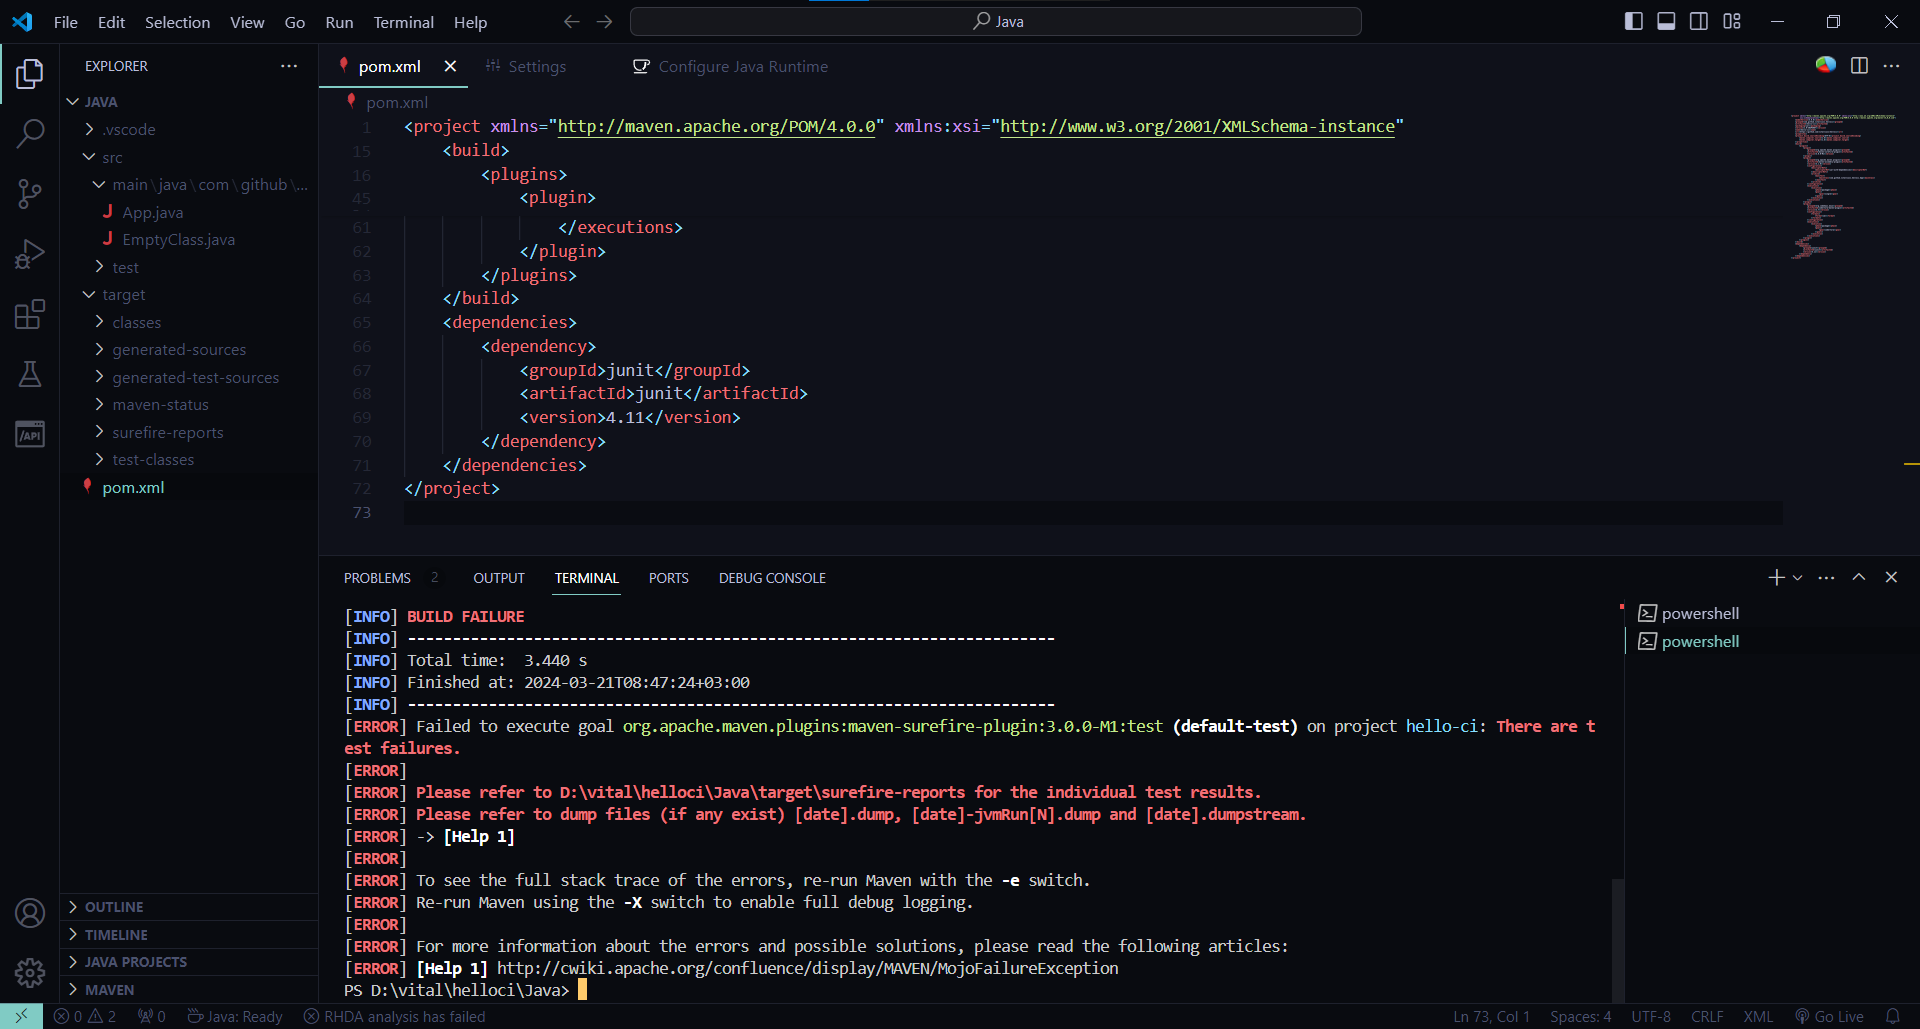 File Edit Selection View Go Run Terminal Help
Java
EXPLORER
JAVA
.vscode
src
main\java\com\github\...
App.java
EmptyClass.java
test
target
classes
generated-sources
generated-test-sources
maven-status
surefire-reports
test-classes
pom.xml
OUTLINE
TIMELINE
JAVA PROJECTS
MAVEN
pom.xml Settings Configure Java Runtime
pom.xml
1 <project xmlns="http://maven.apache.org/POM/4.0.0" xmlns:xsi="http://www.w3.org/2001/XMLSchema-instance"
15 <build>
16 <plugins>
45 <plugin>
61 </executions>
62 </plugin>
63 </plugins>
64 </build>
65 <dependencies>
66 <dependency>
67 <groupId>junit</groupId>
68 <artifactId>junit</artifactId>
69 <version>4.11</version>
70 </dependency>
71 </dependencies>
72 </project>
73
PROBLEMS 2 OUTPUT TERMINAL PORTS DEBUG CONSOLE
[INFO] BUILD FAILURE
[INFO] ------------------------------------------------------------------------
[INFO] Total time:  3.440 s
[INFO] Finished at: 2024-03-21T08:47:24+03:00
[INFO] ------------------------------------------------------------------------
[ERROR] Failed to execute goal org.apache.maven.plugins:maven-surefire-plugin:3.0.0-M1:test (default-test) on project hello-ci: There are t
est failures.
[ERROR]
[ERROR] Please refer to D:\vital\helloci\Java\target\surefire-reports for the individual test results.
[ERROR] Please refer to dump files (if any exist) [date].dump, [date]-jvmRun[N].dump and [date].dumpstream.
[ERROR] -> [Help 1]
[ERROR]
[ERROR] To see the full stack trace of the errors, re-run Maven with the -e switch.
[ERROR] Re-run Maven using the -X switch to enable full debug logging.
[ERROR]
[ERROR] For more information about the errors and possible solutions, please read the following articles:
[ERROR] [Help 1] http://cwiki.apache.org/confluence/display/MAVEN/MojoFailureException
PS D:\vital\helloci\Java>
powershell
powershell
0 2 0 Java: Ready RHDA analysis has failed Ln 73, Col 1 Spaces: 4 UTF-8 CRLF XML Go Live